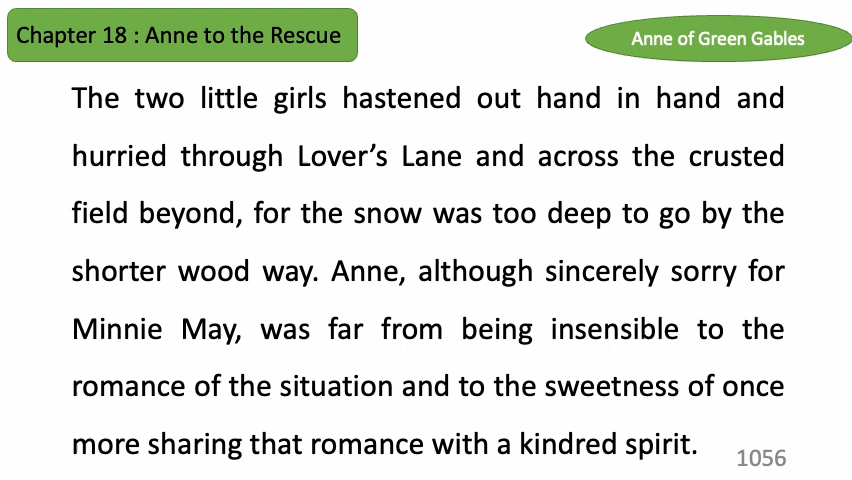 Chapter 18 : Anne to the Rescue
Anne of Green Gables
The two little girls hastened out hand in hand and
hurried through Lover’s Lane and across the crusted
field beyond, for the snow was too deep to go by the
shorter wood way. Anne, although sincerely sorry for
Minnie May, was far from being insensible to the
romance of the situation and to the sweetness of once
more sharing that romance with a kindred spirit.
1056